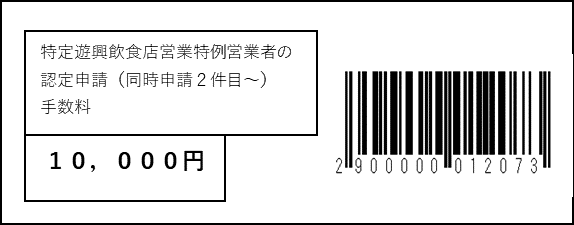 特定遊興飲食店営業特例営業者の
認定申請（同時申請２件目～）
手数料
１０，０００円
2900000012073